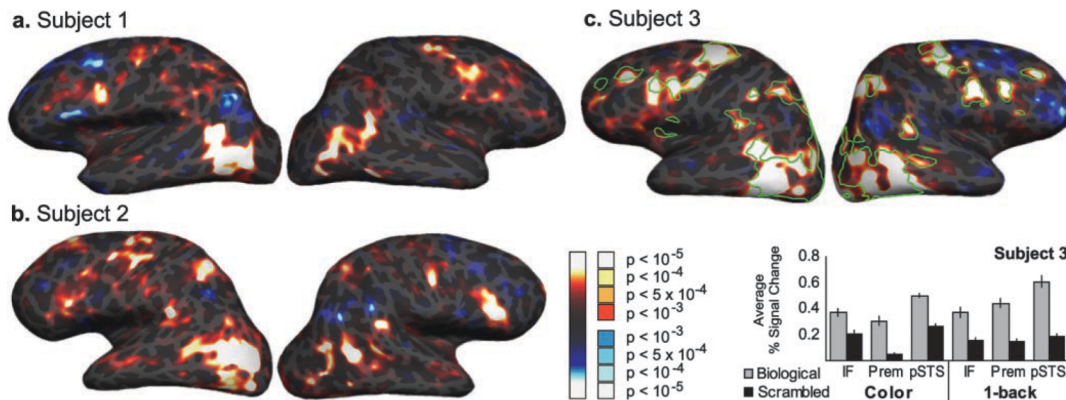 a. Subject 1
b. Subject 2
c. Subject 3
p < 10⁻⁵
p < 10⁻⁴
p < 5 x 10⁻⁴
p < 10⁻³
p < 10⁻³
p < 5 x 10⁻⁴
p < 10⁻⁴
p < 10⁻⁵
Subject 3
Average
% Signal Change
0.8
0.6
0.4
0.2
IF Prem pSTS IF Prem pSTS
Color 1-back
Biological
Scrambled